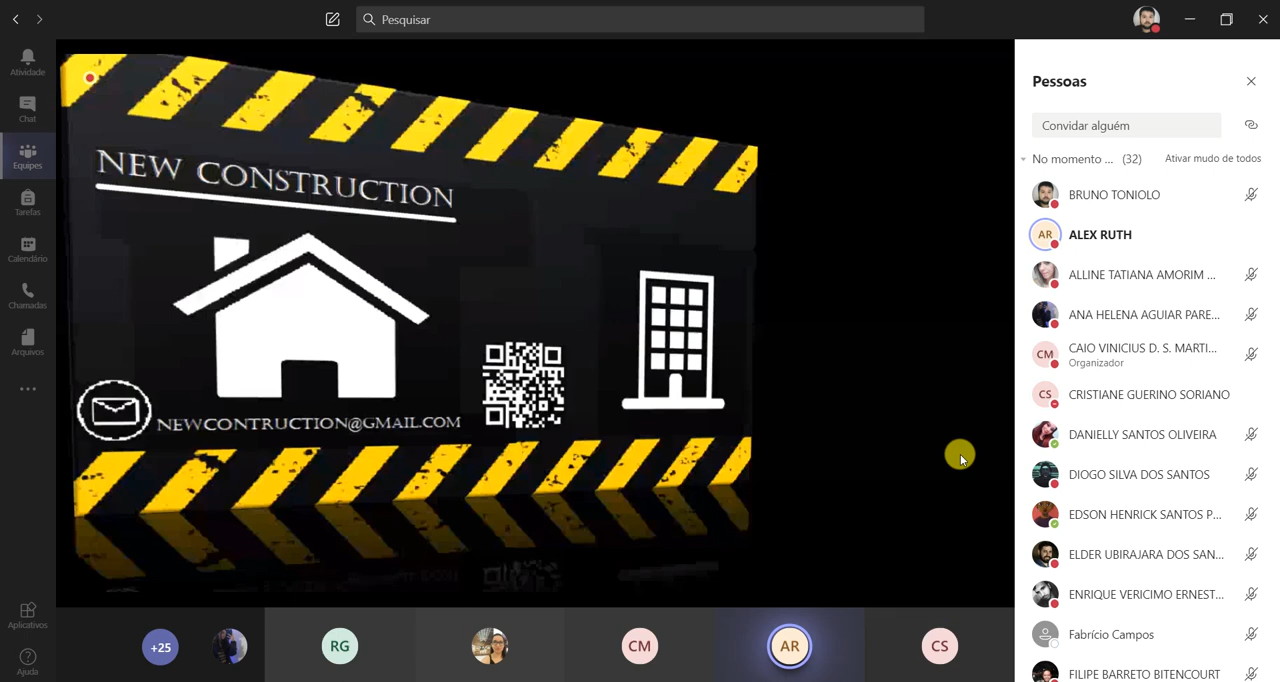 Pesquisar
Atividade
Chat
Equipes
Tarefas
Calendário
Chamadas
Arquivos
Aplicativos
Ajuda
NEW CONSTRUCTION
NEWCONTRUCTION@GMAIL.COM
+25
RG
CM
AR
CS
Pessoas
Convidar alguém
No momento ... (32) Ativar mudo de todos
BRUNO TONIOLO
AR ALEX RUTH
ALLINE TATIANA AMORIM ...
ANA HELENA AGUIAR PARE...
CM CAIO VINICIUS D. S. MARTI...
Organizador
CS CRISTIANE GUERINO SORIANO
DANIELLY SANTOS OLIVEIRA
DIOGO SILVA DOS SANTOS
EDSON HENRICK SANTOS P...
ELDER UBIRAJARA DOS SAN...
ENRIQUE VERICIMO ERNEST...
Fabrício Campos
FILIPE BARRETO BITENCOURT